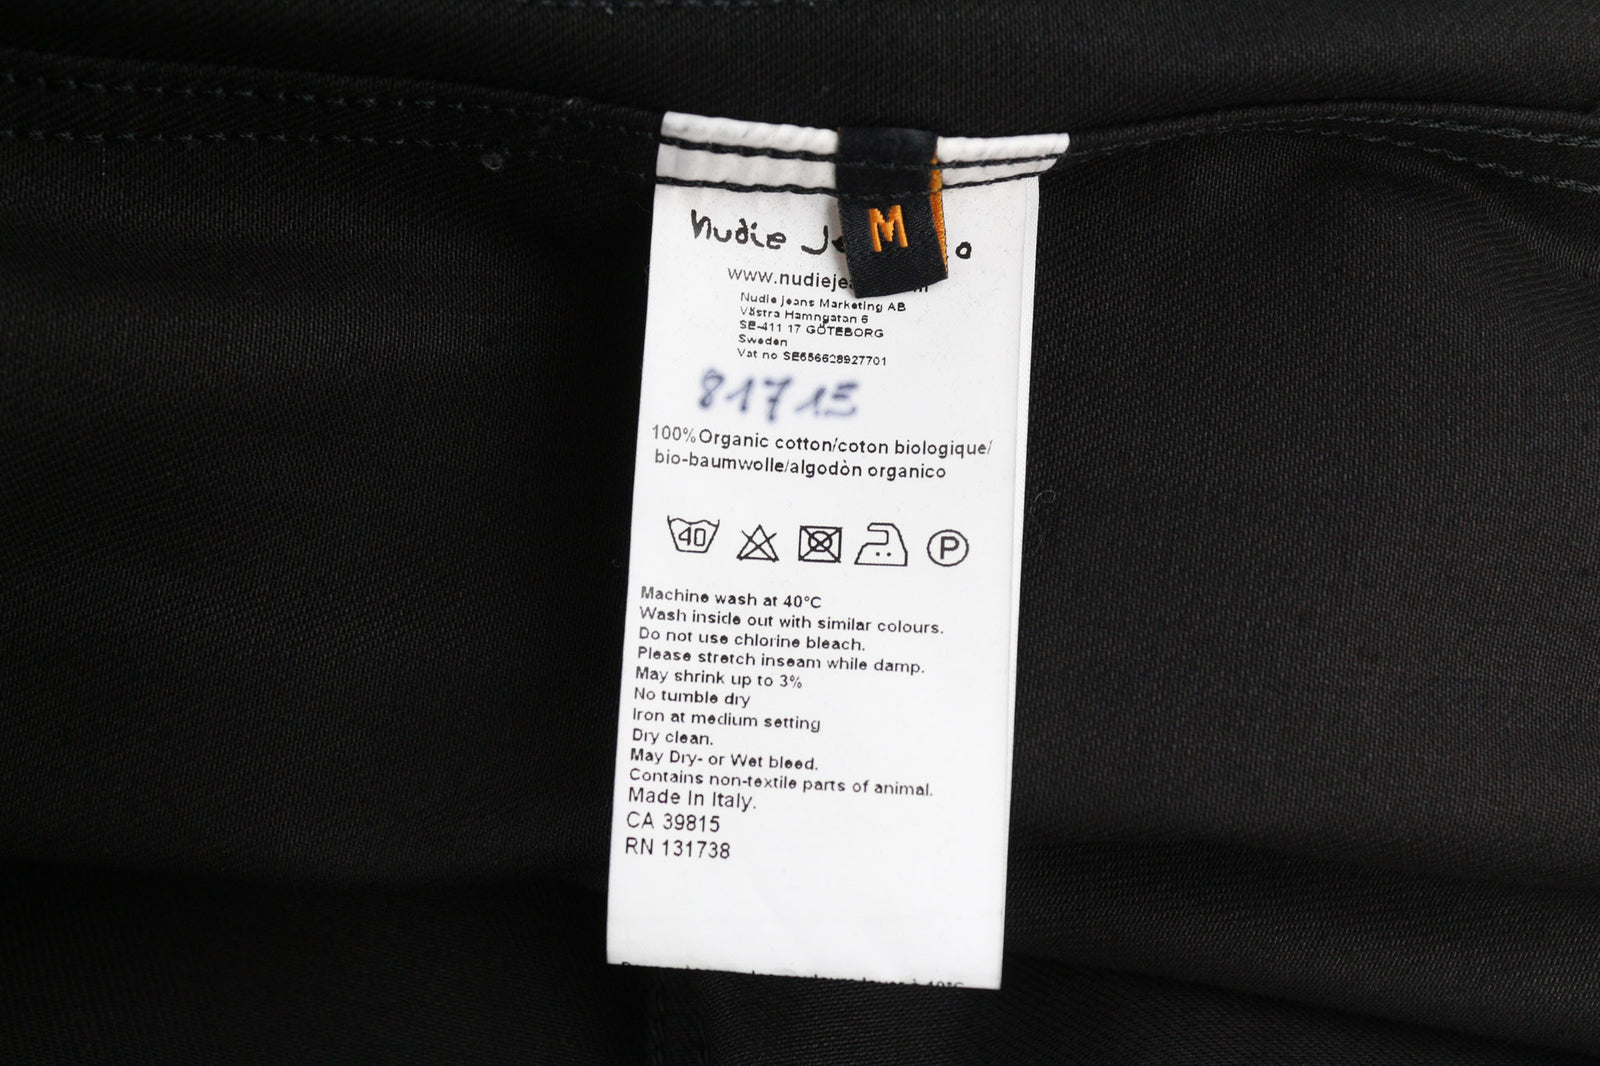 M
nudie
www.nudieje
Nudie Jeans Marketing AB
Västra Hamngatan 6
SE-411 17 GÖTEBORG
Sweden
Vat no SE556628927701
81713
100%Organic cotton/coton biologique/
bio-baumwolle/algodòn organico
40 P
Machine wash at 40°C
Wash inside out with similar colours.
Do not use chlorine bleach.
Please stretch inseam while damp.
May shrink up to 3%
No tumble dry
Iron at medium setting
Dry clean.
May Dry- or Wet bleed.
Contains non-textile parts of animal.
Made In Italy.
CA 39815
RN 131738